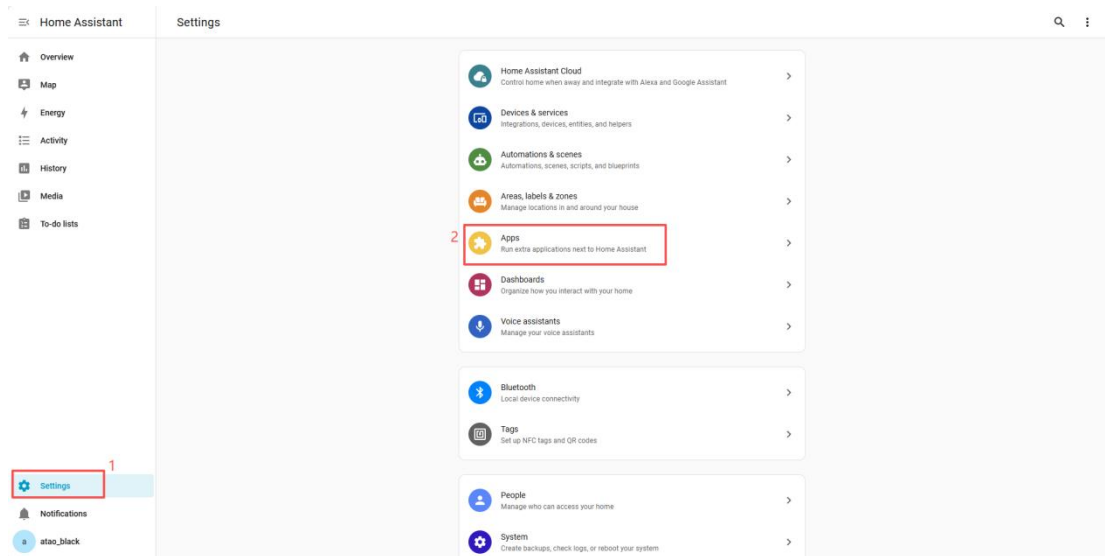 Home Assistant
Settings
Overview
Map
Energy
Activity
History
Media
To-do lists
1
Settings
Notifications
a
atao_black
Home Assistant Cloud
Control home when away and integrate with Alexa and Google Assistant
Devices & services
Integrations, devices, entities, and helpers
Automations & scenes
Automations, scenes, scripts, and blueprints
Areas, labels & zones
Manage locations in and around your house
2
Apps
Run extra applications next to Home Assistant
Dashboards
Organize how you interact with your home
Voice assistants
Manage your voice assistants
Bluetooth
Local device connectivity
Tags
Set up NFC tags and QR codes
People
Manage who can access your home
System
Create backups, check logs, or reboot your system